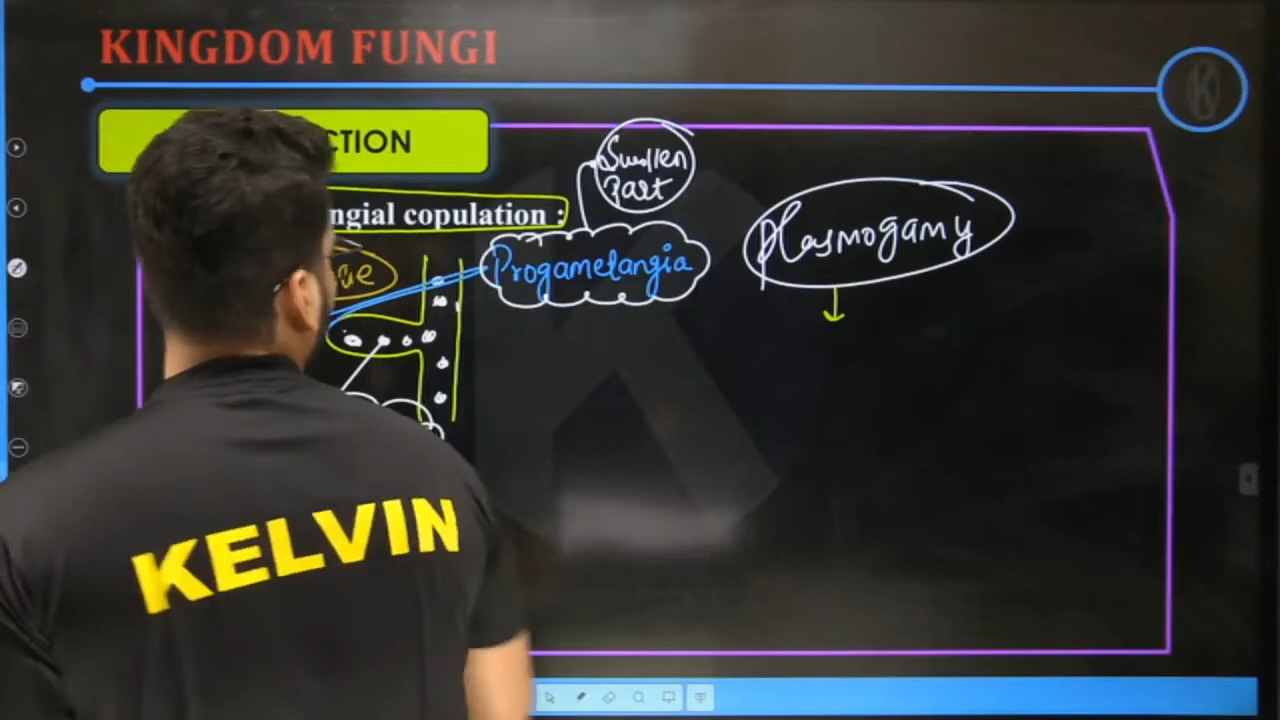 KINGDOM FUNGI
CTION
Swollen
Part
ngial copulation :
Plasmogamy
Progametangia
KELVIN